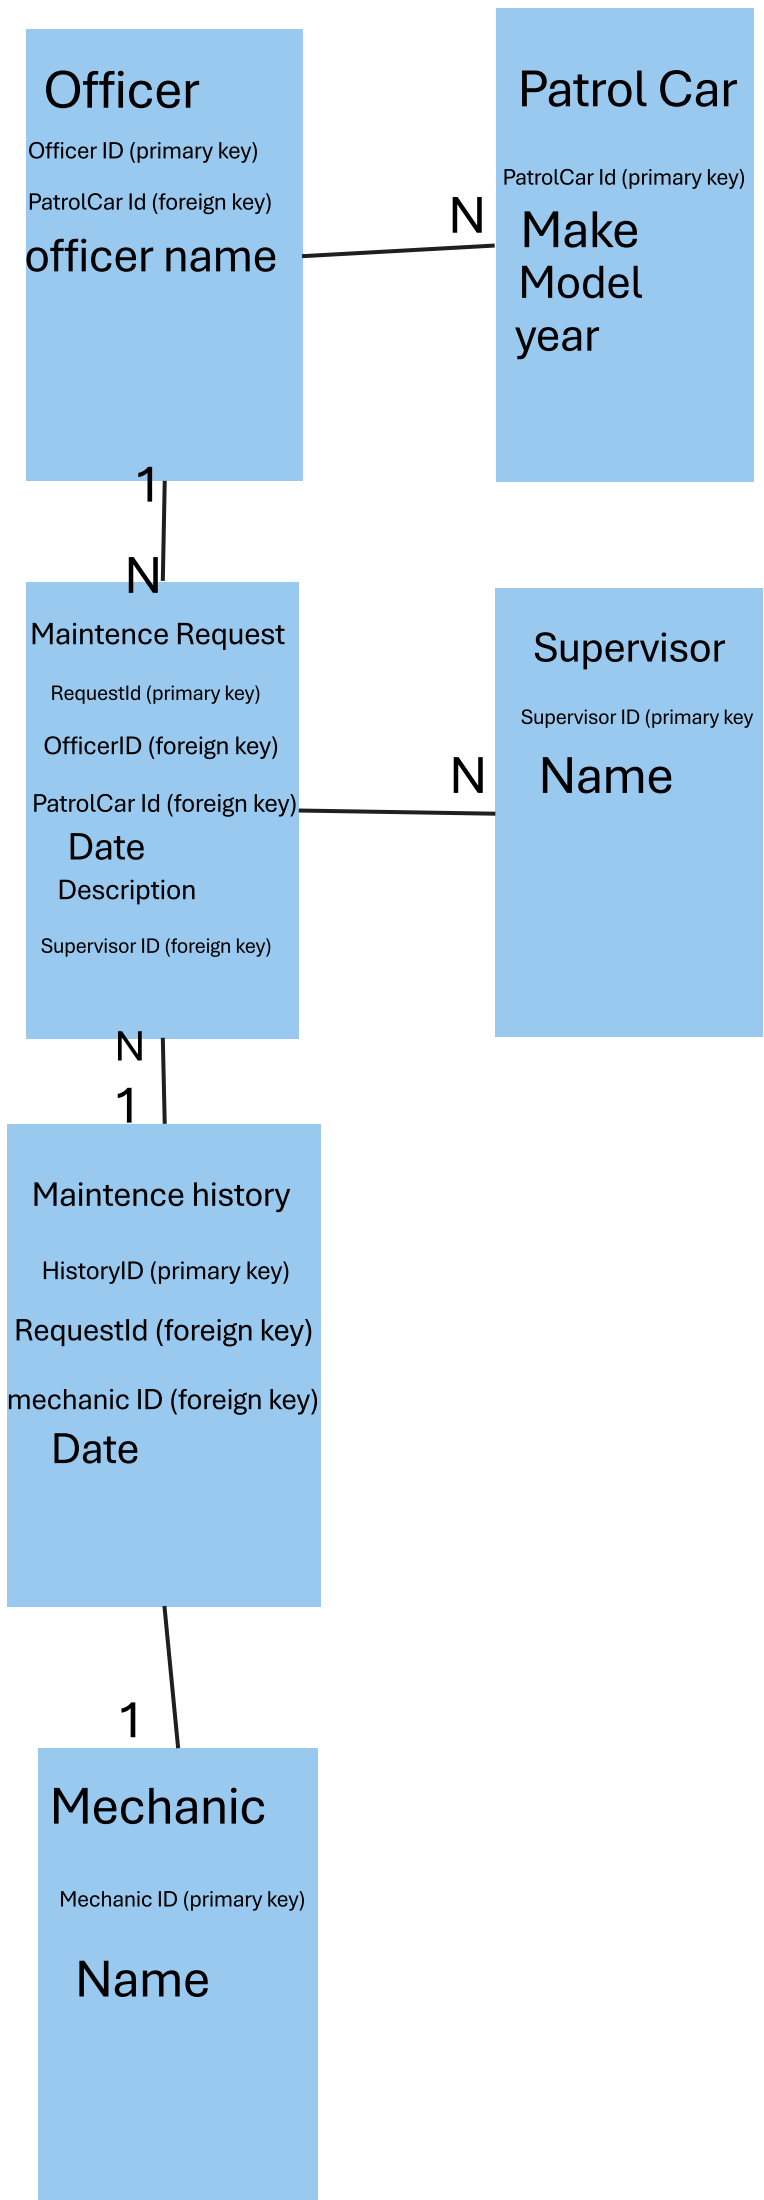 Officer
Officer ID (primary key)
PatrolCar Id (foreign key)
officer name
Patrol Car
PatrolCar Id (primary key)
Make
Model
year
N
1
N
Maintence Request
RequestId (primary key)
OfficerID (foreign key)
PatrolCar Id (foreign key)
Date
Description
Supervisor ID (foreign key)
Supervisor
Supervisor ID (primary key
Name
N
N
1
Maintence history
HistoryID (primary key)
RequestId (foreign key)
mechanic ID (foreign key)
Date
1
Mechanic
Mechanic ID (primary key)
Name